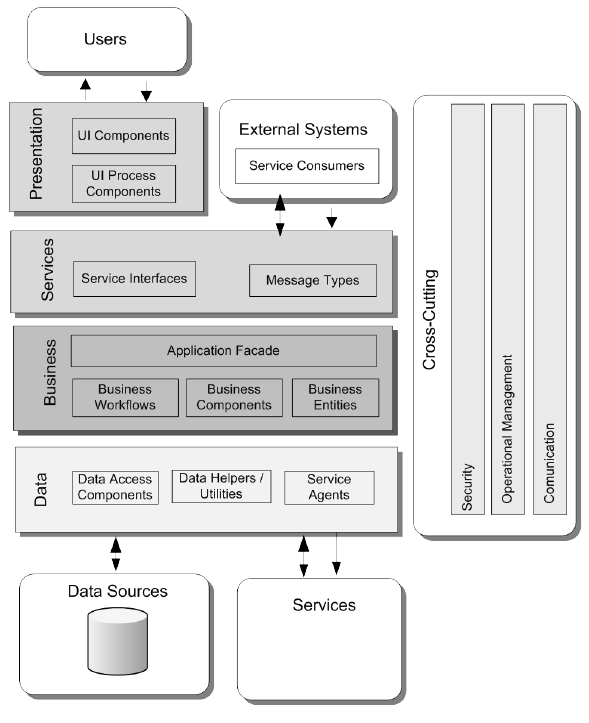 Users
Presentation
UI Components
UI Process
Components
External Systems
Service Consumers
Services
Service Interfaces
Message Types
Business
Application Facade
Business
Workflows
Business
Components
Business
Entities
Data
Data Access
Components
Data Helpers /
Utilities
Service
Agents
Data Sources
Services
Cross-Cutting
Security
Operational Management
Comunication